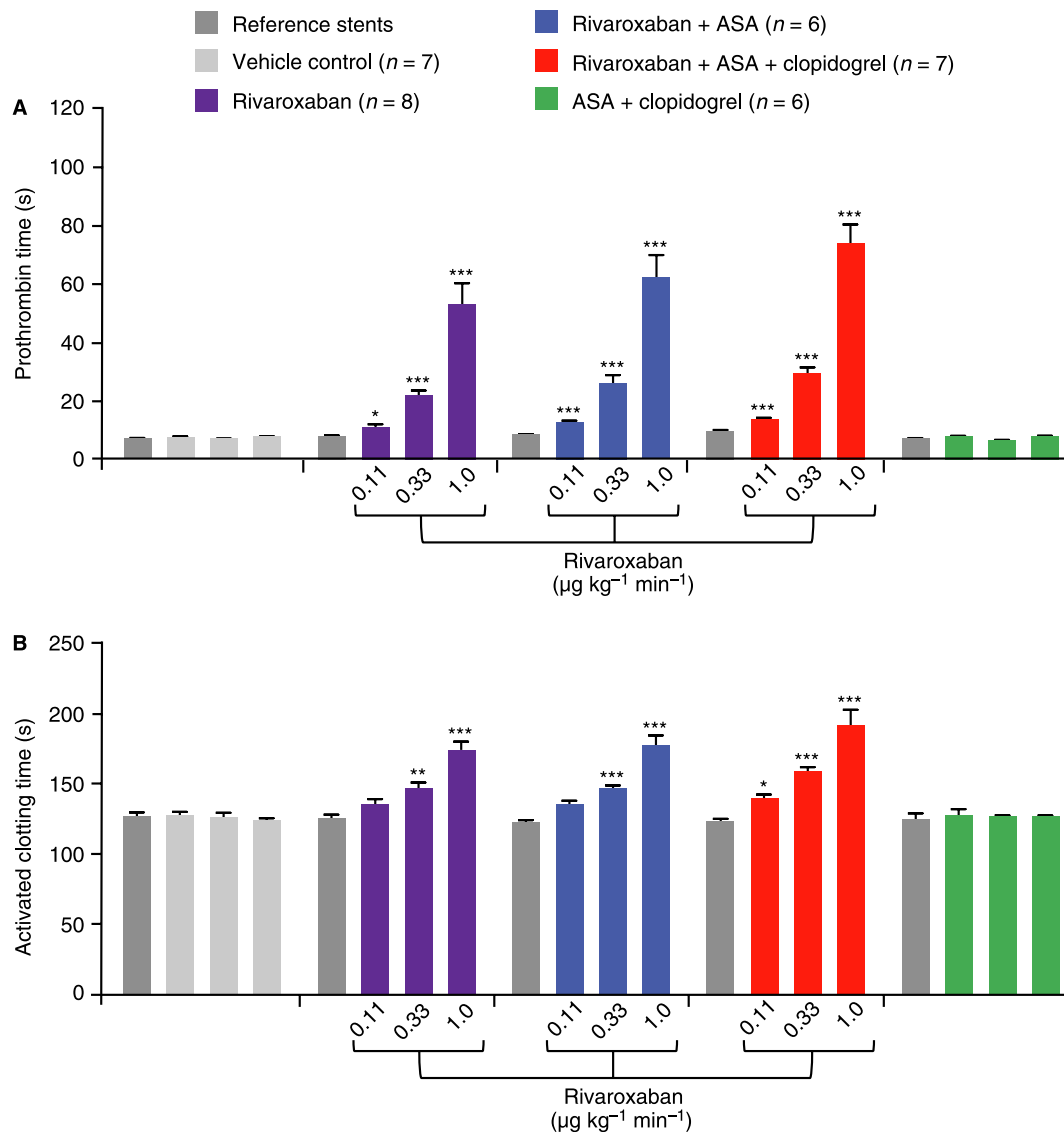 Reference stents
Vehicle control (n = 7)
Rivaroxaban (n = 8)
Rivaroxaban + ASA (n = 6)
Rivaroxaban + ASA + clopidogrel (n = 7)
ASA + clopidogrel (n = 6)
A
Prothrombin time (s)
120
100
80
60
40
20
0
* *** ***
*** *** ***
*** *** ***
0.11 0.33 1.0 0.11 0.33 1.0 0.11 0.33 1.0
Rivaroxaban
(µg kg⁻¹ min⁻¹)
B
Activated clotting time (s)
250
200
150
100
50
0
** ***
*** ***
* *** ***
0.11 0.33 1.0 0.11 0.33 1.0 0.11 0.33 1.0
Rivaroxaban
(µg kg⁻¹ min⁻¹)